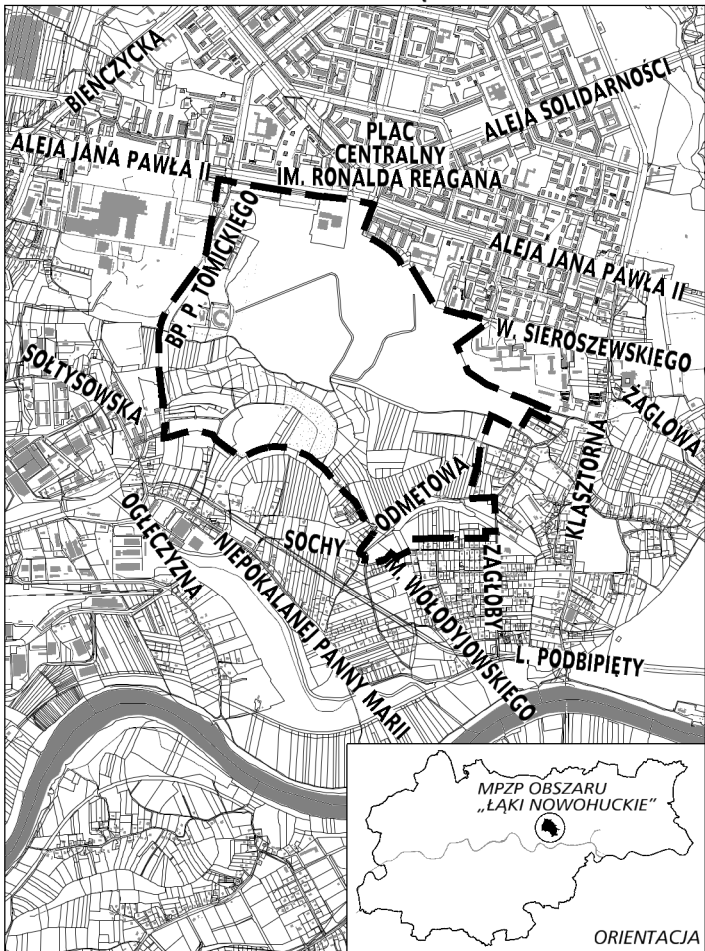 BIEŃCZYCKA
ALEJA SOLIDARNOŚCI
PLAC
CENTRALNY
IM. RONALDA REAGANA
ALEJA JANA PAWŁA II
BP. P. TOMICKIEGO
ALEJA JANA PAWŁA II
W. SIEROSZEWSKIEGO
SOŁTYSOWSKA
ŻAGLOWA
KLASZTORNA
ODMĘTOWA
OGŁĘCZYZNA
SOCHY
NIEPOKALANEJ PANNY MARII
ZAGŁOBY
M. WOŁODYJOWSKIEGO
L. PODBIPIĘTY
MPZP OBSZARU
„ŁĄKI NOWOHUCKIE”
ORIENTACJA